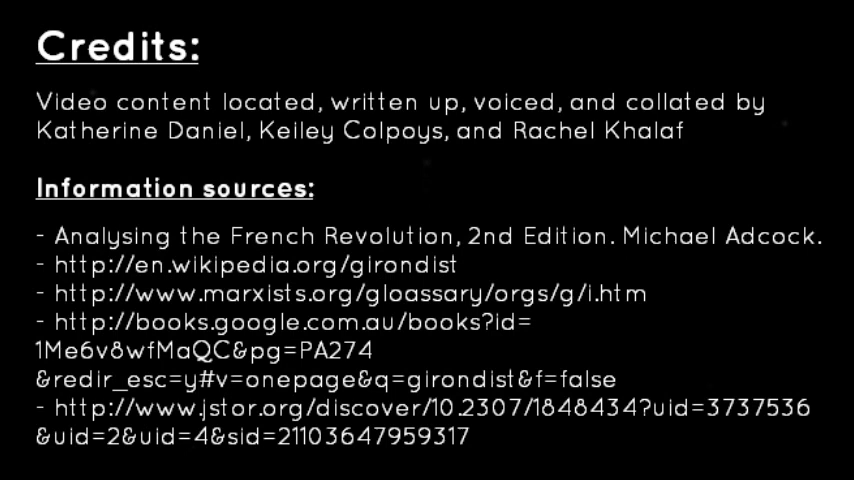 Credits:
Video content located, written up, voiced, and collated by
Katherine Daniel, Keiley Colpoys, and Rachel Khalaf
Information sources:
- Analysing the French Revolution, 2nd Edition. Michael Adcock.
- http://en.wikipedia.org/girondist
- http://www.marxists.org/gloassary/orgs/g/i.htm
- http://books.google.com.au/books?id=
1Me6v8wfMaQC&pg=PA274
&redir_esc=y#v=onepage&q=girondist&f=false
- http://www.jstor.org/discover/10.2307/1848434?uid=3737536
&uid=2&uid=4&sid=21103647959317